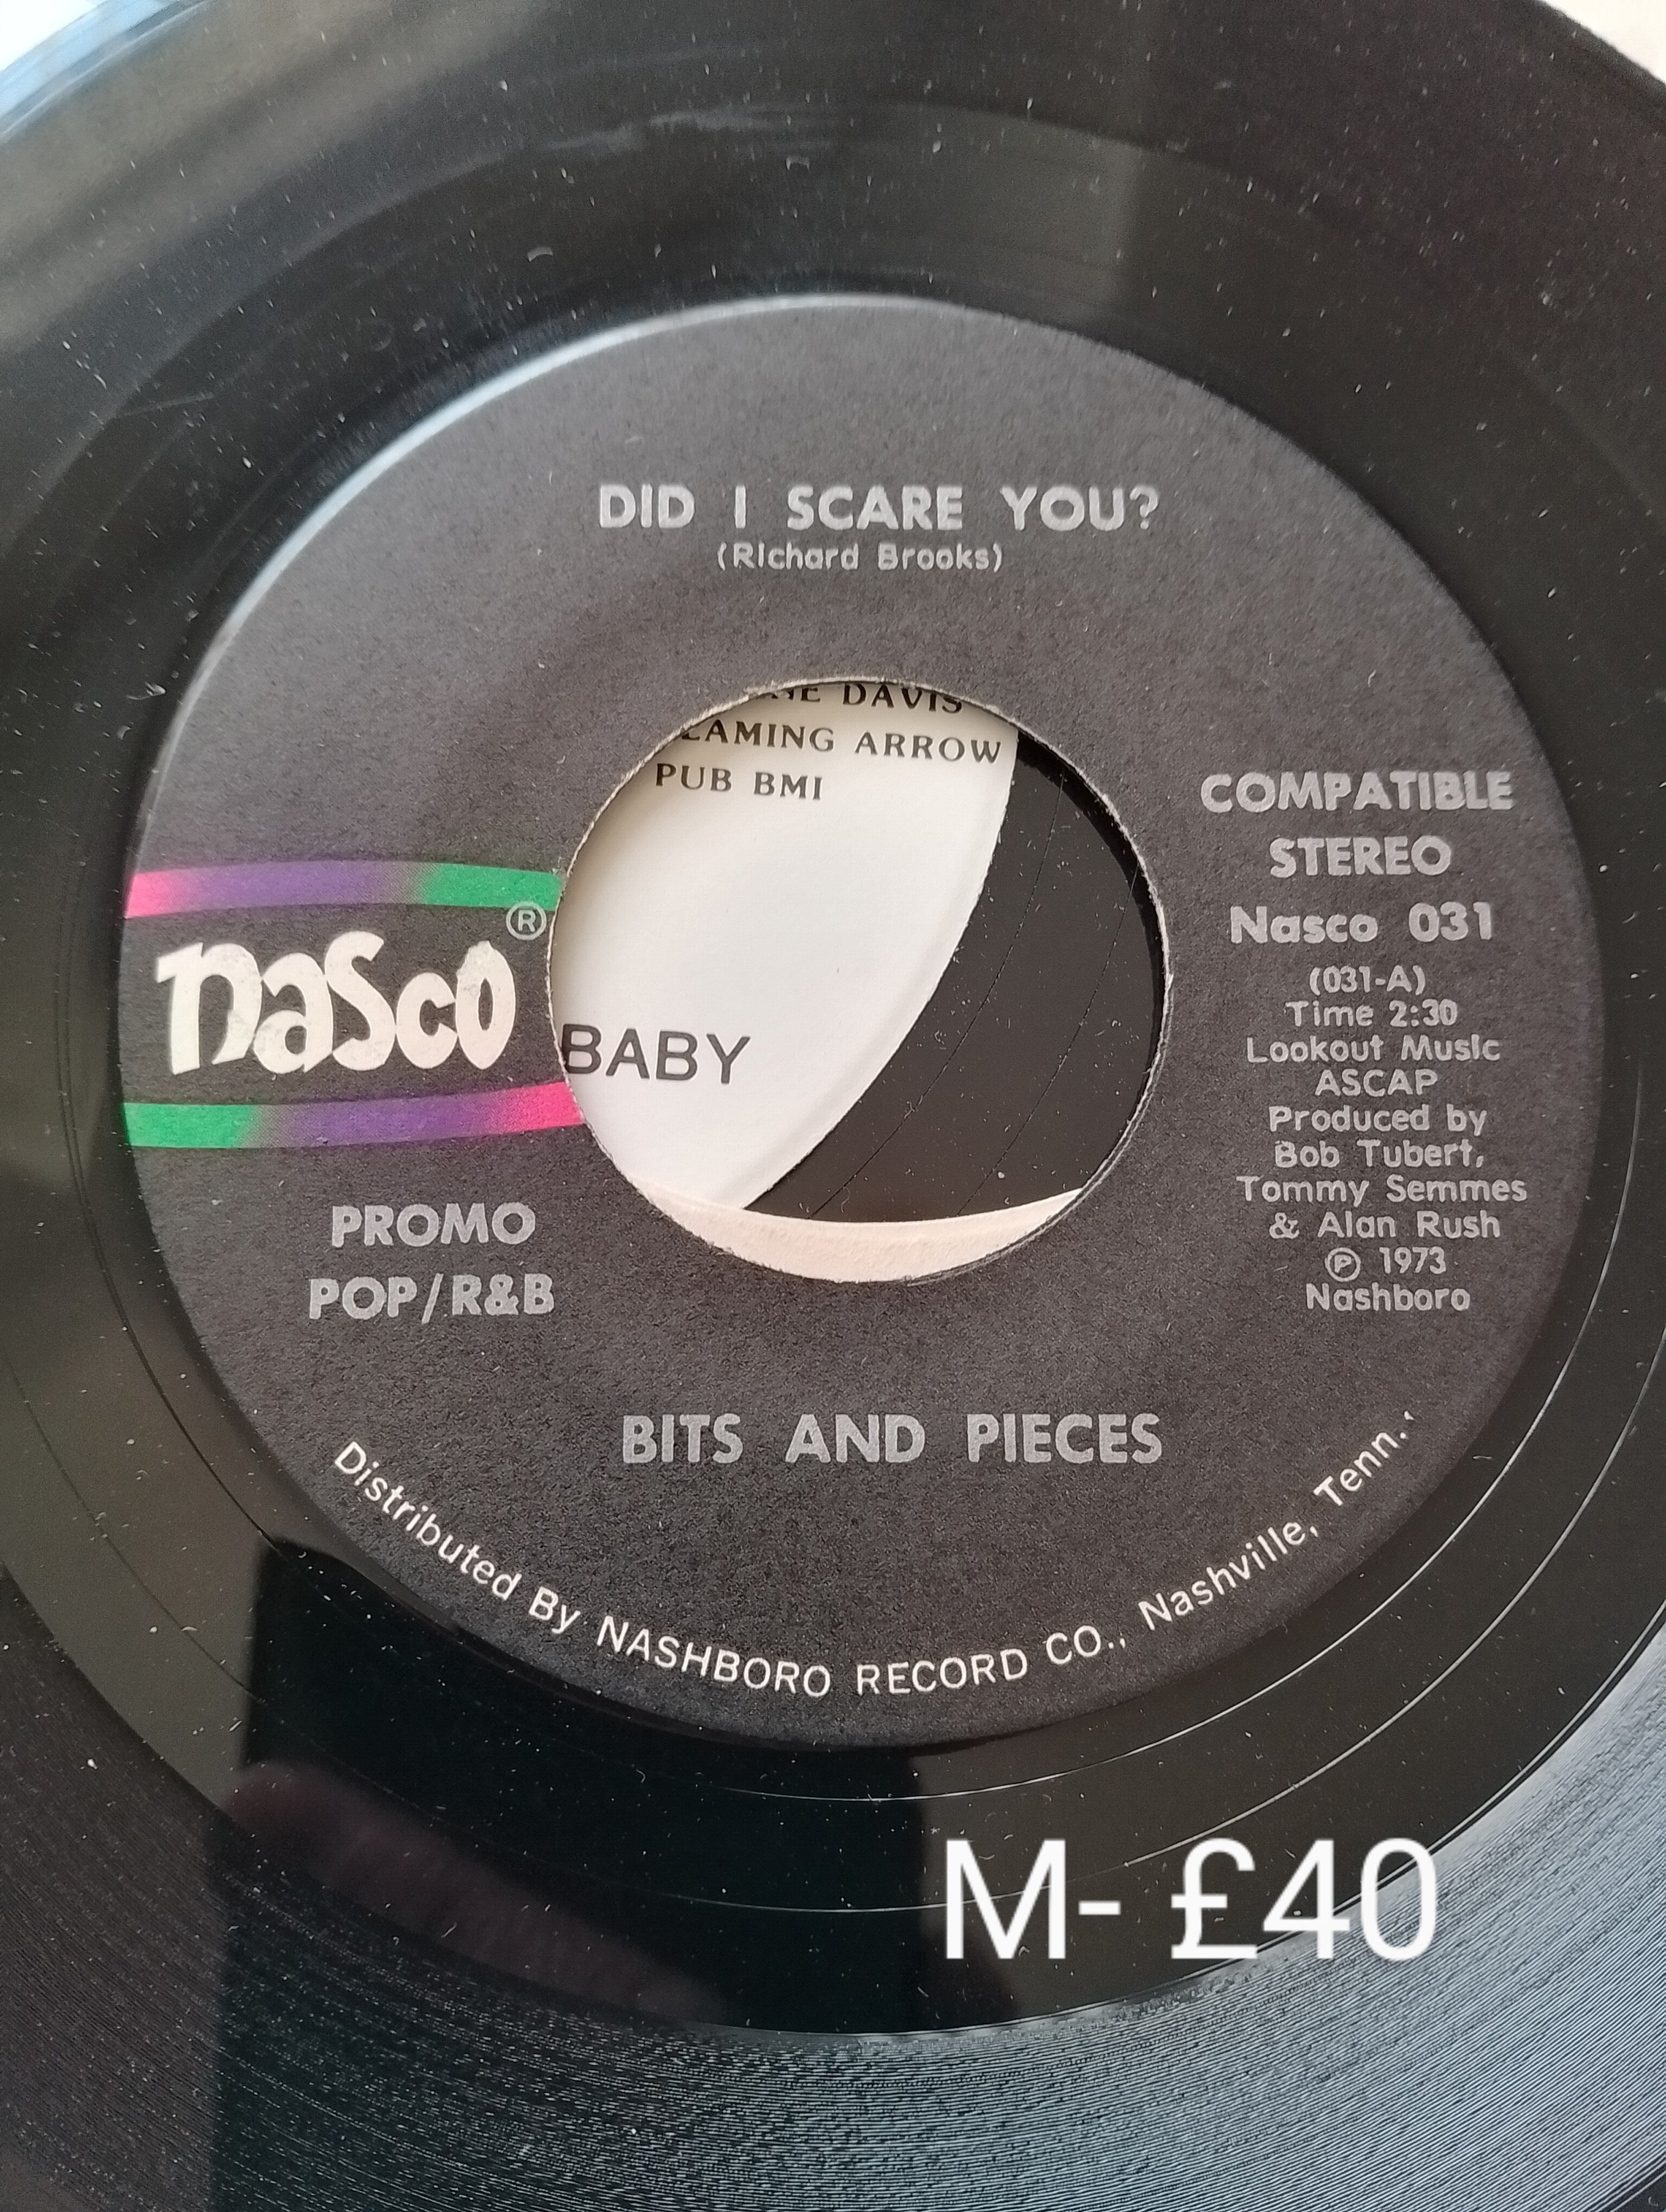 DID I SCARE YOU?
(Richard Brooks)
DAVIS
ARROW
PUB BMI
BABY
nasco®
PROMO
POP/R&B
COMPATIBLE
STEREO
Nasco 031
(031-A)
Time 2:30
Lookout Music
ASCAP
Produced by
Bob Tubert,
Tommy Semmes
& Alan Rush
℗ 1973
Nashboro
BITS AND PIECES
Distributed By NASHBORO RECORD CO., Nashville, Tenn.
M- £40